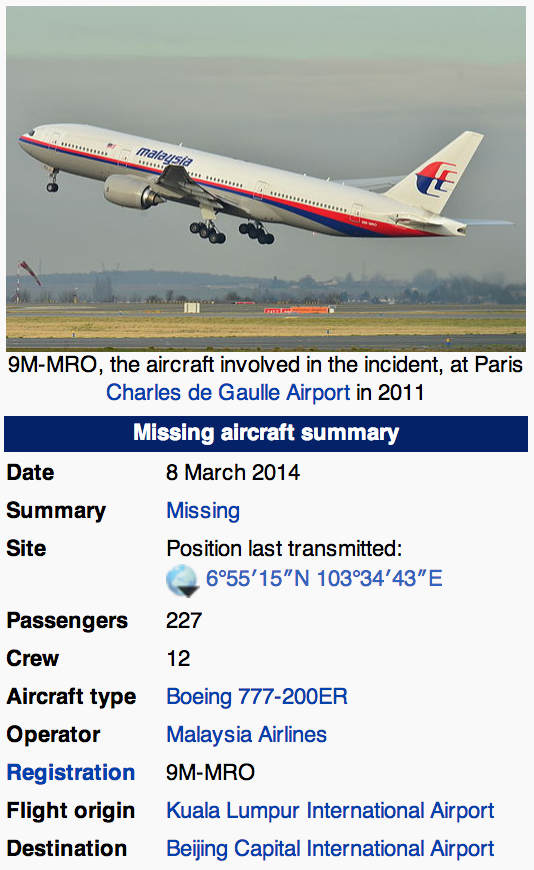 malaysia
9M-MRO, the aircraft involved in the incident, at Paris
Charles de Gaulle Airport in 2011
Missing aircraft summary
Date 8 March 2014
Summary Missing
Site Position last transmitted:
6°55′15″N 103°34′43″E
Passengers 227
Crew 12
Aircraft type Boeing 777-200ER
Operator Malaysia Airlines
Registration 9M-MRO
Flight origin Kuala Lumpur International Airport
Destination Beijing Capital International Airport